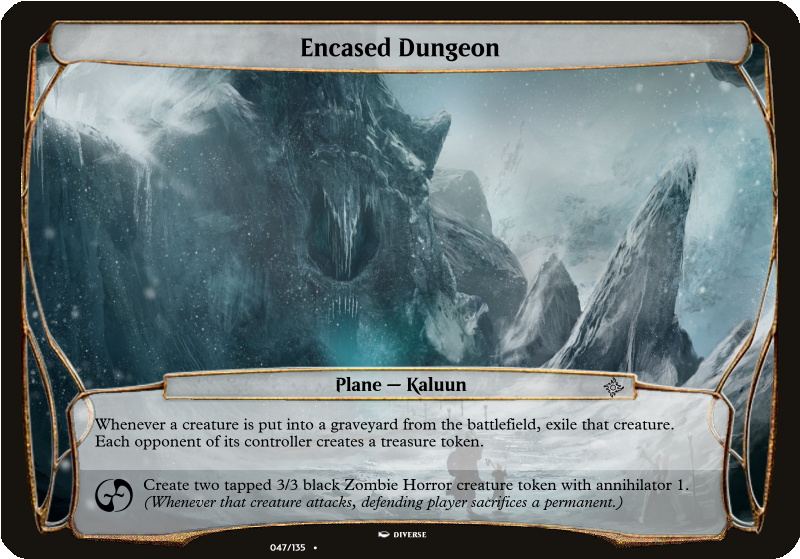 Encased Dungeon
Plane — Kaluun
Whenever a creature is put into a graveyard from the battlefield, exile that creature.
Each opponent of its controller creates a treasure token.
Create two tapped 3/3 black Zombie Horror creature token with annihilator 1.
(Whenever that creature attacks, defending player sacrifices a permanent.)
DIVERSE
047/135 •